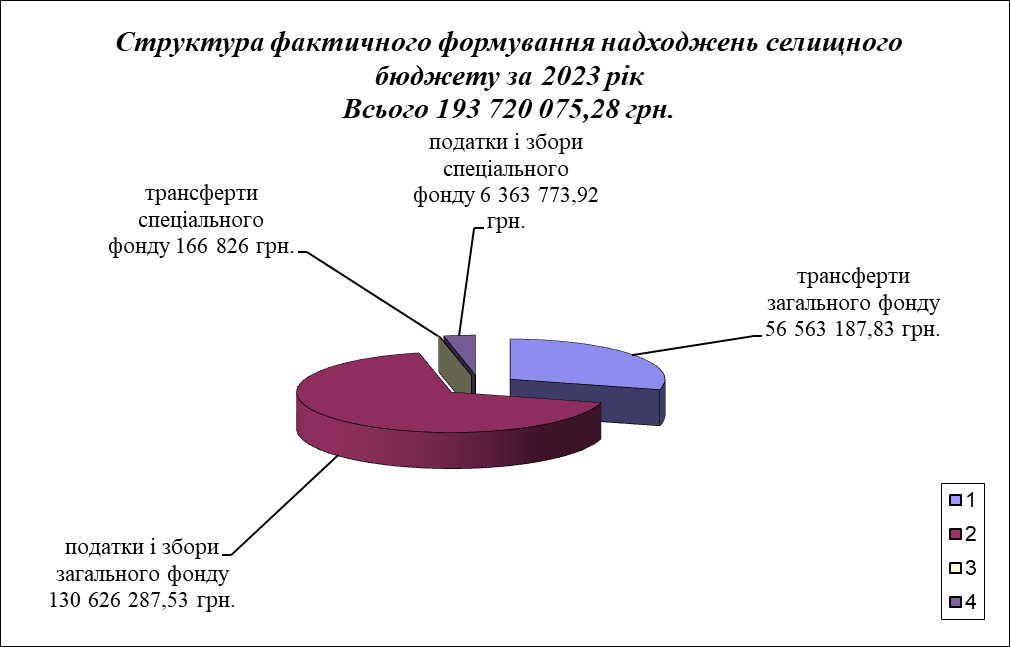 Структура фактичного формування надходжень селищного
бюджету за 2023 рік
Всього 193 720 075,28 грн.
податки і збори
спеціального
фонду 6 363 773,92
грн.
трансферти
спеціального
фонду 166 826 грн.
трансферти
загального фонду
56 563 187,83 грн.
податки і збори
загального фонду
130 626 287,53 грн.
1
2
3
4